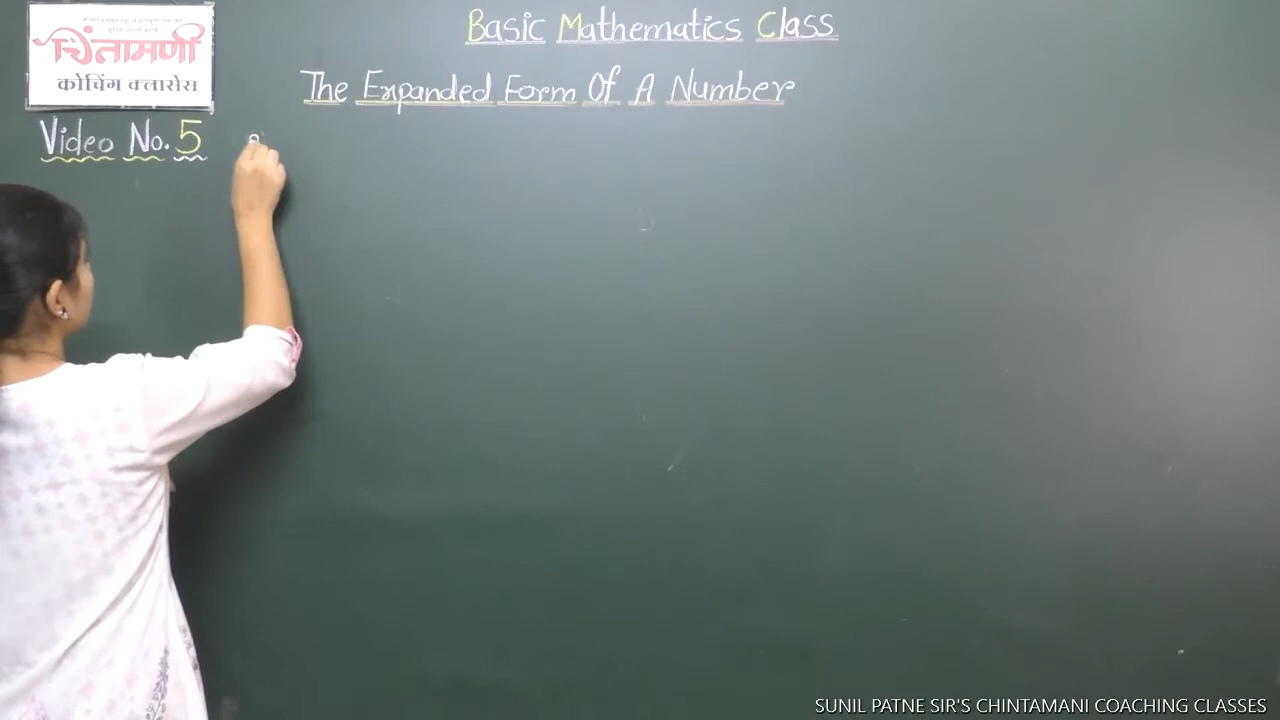 Basic Mathematics Class
चिंतामणी
कोचिंग क्लासेस
The Expanded Form Of A Number
Video No. 5
SUNIL PATNE SIR'S CHINTAMANI COACHING CLASSES